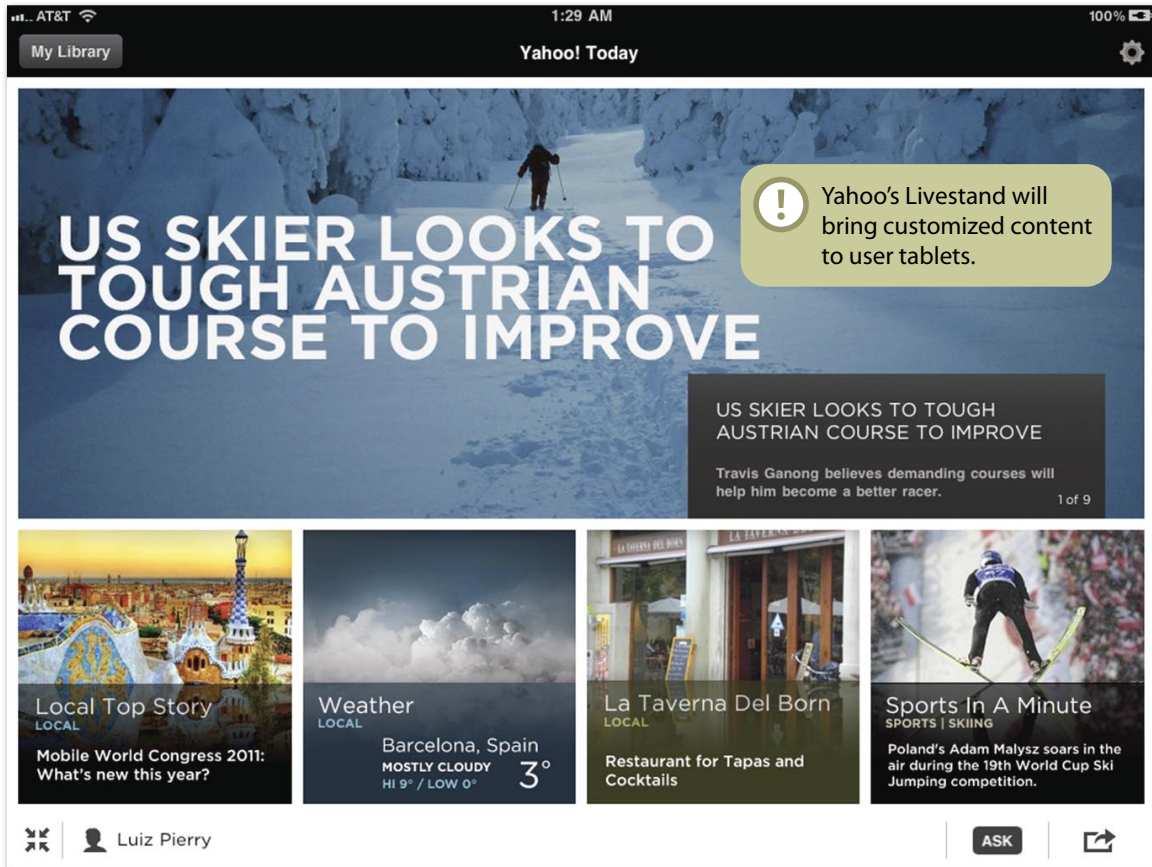 AT&T
1:29 AM
100%
My Library
Yahoo! Today
US SKIER LOOKS TO
TOUGH AUSTRIAN
COURSE TO IMPROVE
!
Yahoo’s Livestand will
bring customized content
to user tablets.
US SKIER LOOKS TO TOUGH
AUSTRIAN COURSE TO IMPROVE
Travis Ganong believes demanding courses will
help him become a better racer.
1 of 9
Local Top Story
LOCAL
Mobile World Congress 2011:
What's new this year?
Weather
LOCAL
Barcelona, Spain
MOSTLY CLOUDY
3°
HI 9° / LOW 0°
LA TAVERNA DEL BORN
La Taverna Del Born
LOCAL
Restaurant for Tapas and
Cocktails
Sports In A Minute
SPORTS | SKIING
Poland's Adam Malysz soars in the
air during the 19th World Cup Ski
Jumping competition.
Luiz Pierry
ASK